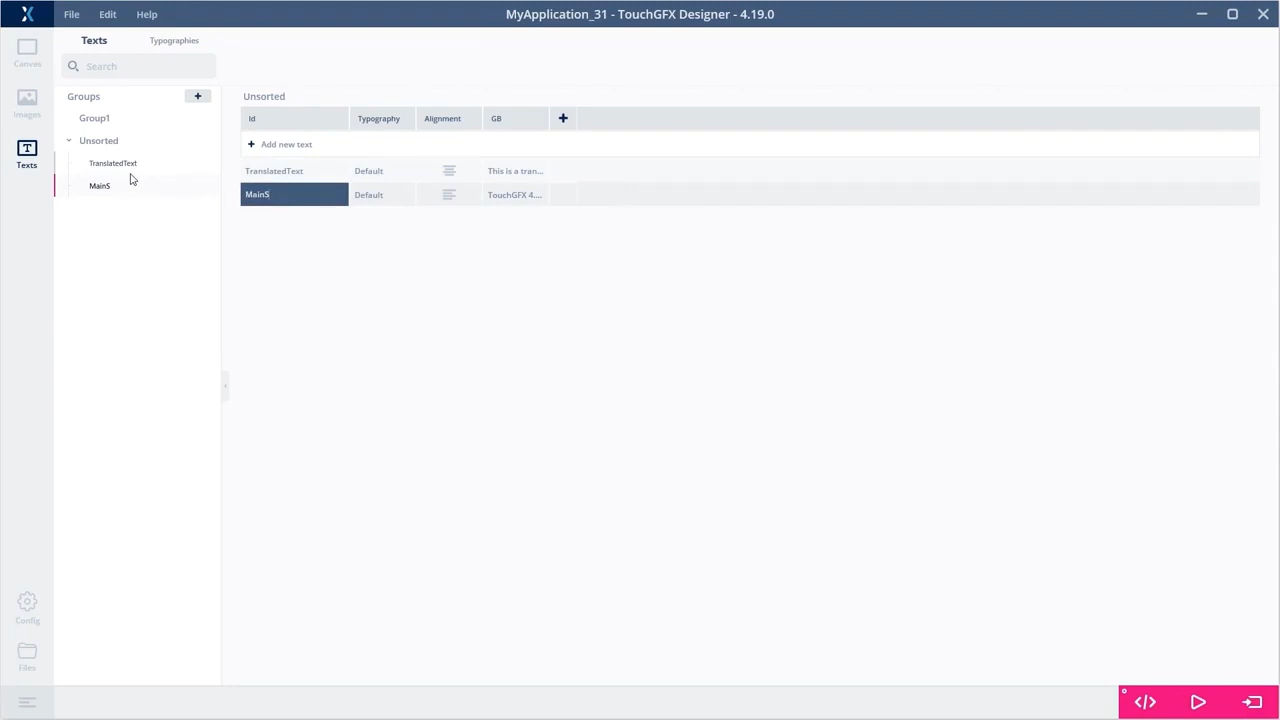 File Edit Help MyApplication_31 - TouchGFX Designer - 4.19.0
Canvas
Images
Texts
Texts Typographies
Search
Groups
Group1
Unsorted
TranslatedText
MainS
Unsorted
Id Typography Alignment GB
Add new text
TranslatedText Default This is a tran...
MainS Default TouchGFX 4....
Config
Files